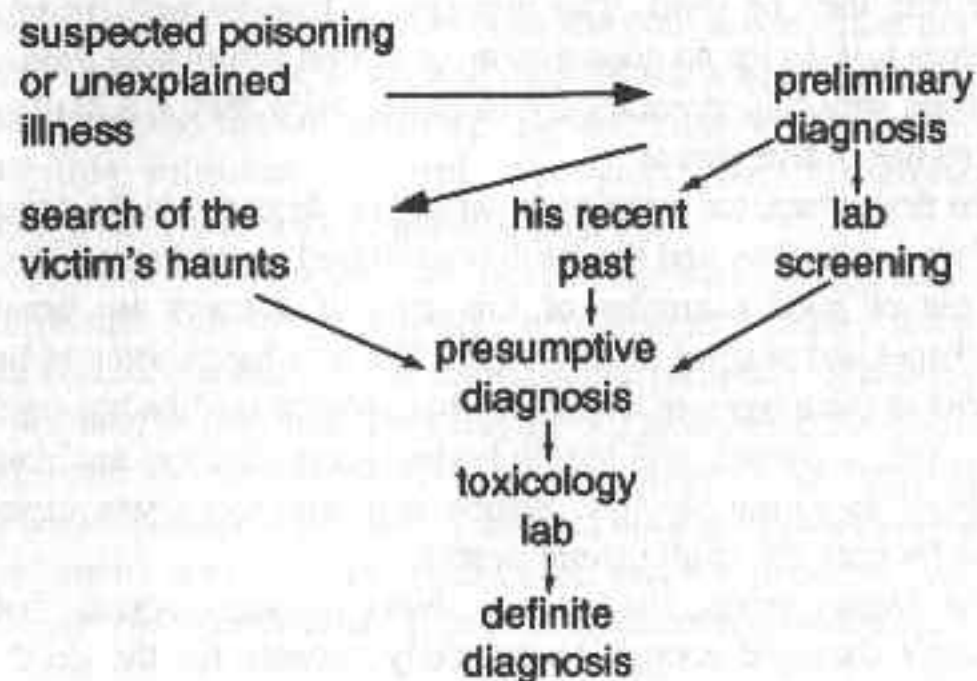 suspected poisoning
or unexplained
illness
preliminary
diagnosis
search of the
victim's haunts
his recent
past
lab
screening
presumptive
diagnosis
toxicology
lab
definite
diagnosis